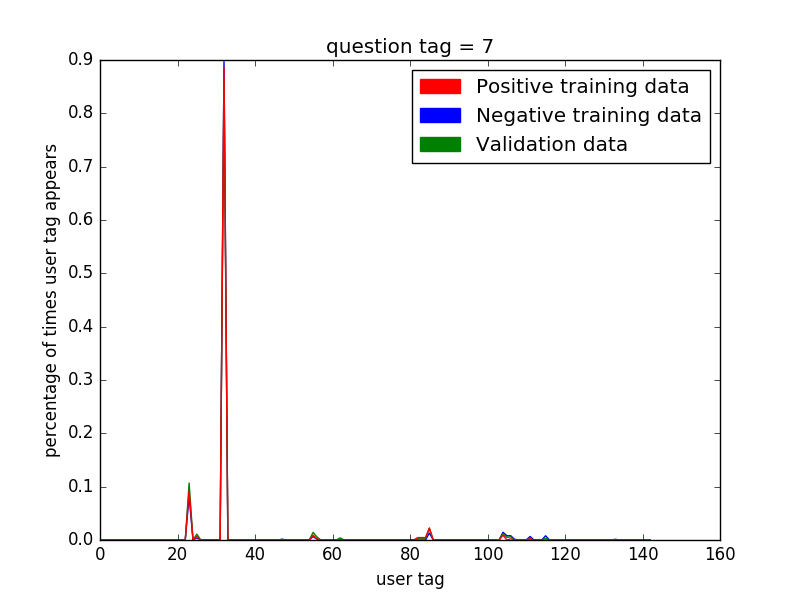 question tag = 7
percentage of times user tag appears
0.9
0.8
0.7
0.6
0.5
0.4
0.3
0.2
0.1
0.0
Positive training data
Negative training data
Validation data
0 20 40 60 80 100 120 140 160
user tag